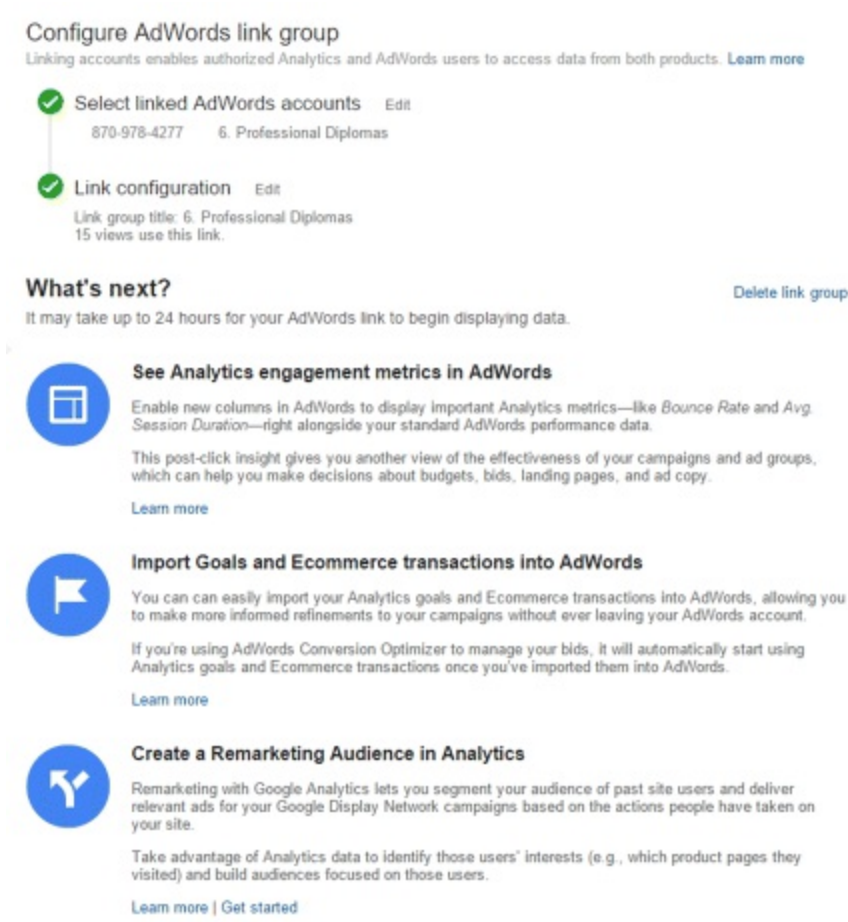 Configure AdWords link group
Linking accounts enables authorized Analytics and AdWords users to access data from both products. Learn more
Select linked AdWords accounts Edit
870-978-4277 6. Professional Diplomas
Link configuration Edit
Link group title: 6. Professional Diplomas
15 views use this link.
What's next?
Delete link group
It may take up to 24 hours for your AdWords link to begin displaying data.
See Analytics engagement metrics in AdWords
Enable new columns in AdWords to display important Analytics metrics—like Bounce Rate and Avg.
Session Duration—right alongside your standard AdWords performance data.
This post-click insight gives you another view of the effectiveness of your campaigns and ad groups,
which can help you make decisions about budgets, bids, landing pages, and ad copy.
Learn more
Import Goals and Ecommerce transactions into AdWords
You can can easily import your Analytics goals and Ecommerce transactions into AdWords, allowing you
to make more informed refinements to your campaigns without ever leaving your AdWords account.
If you're using AdWords Conversion Optimizer to manage your bids, it will automatically start using
Analytics goals and Ecommerce transactions once you've imported them into AdWords.
Learn more
Create a Remarketing Audience in Analytics
Remarketing with Google Analytics lets you segment your audience of past site users and deliver
relevant ads for your Google Display Network campaigns based on the actions people have taken on
your site.
Take advantage of Analytics data to identify those users' interests (e.g., which product pages they
visited) and build audiences focused on those users.
Learn more | Get started